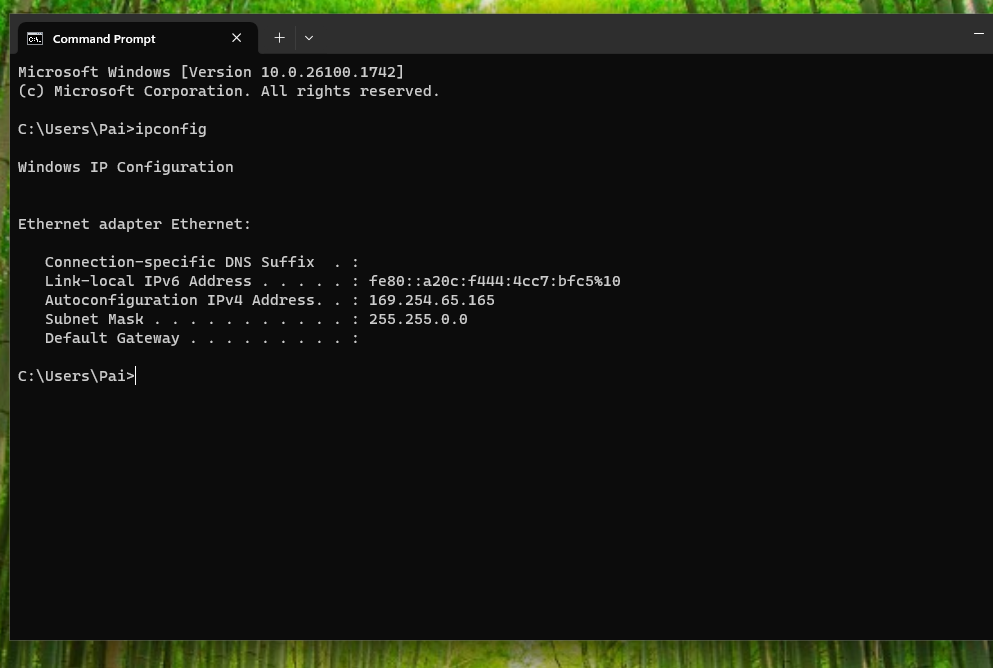 Command Prompt
Microsoft Windows [Version 10.0.26100.1742]
(c) Microsoft Corporation. All rights reserved.
C:\Users\Pai>ipconfig
Windows IP Configuration
Ethernet adapter Ethernet:
Connection-specific DNS Suffix  . :
Link-local IPv6 Address . . . . . : fe80::a20c:f444:4cc7:bfc5%10
Autoconfiguration IPv4 Address. . : 169.254.65.165
Subnet Mask . . . . . . . . . . . : 255.255.0.0
Default Gateway . . . . . . . . . :
C:\Users\Pai>